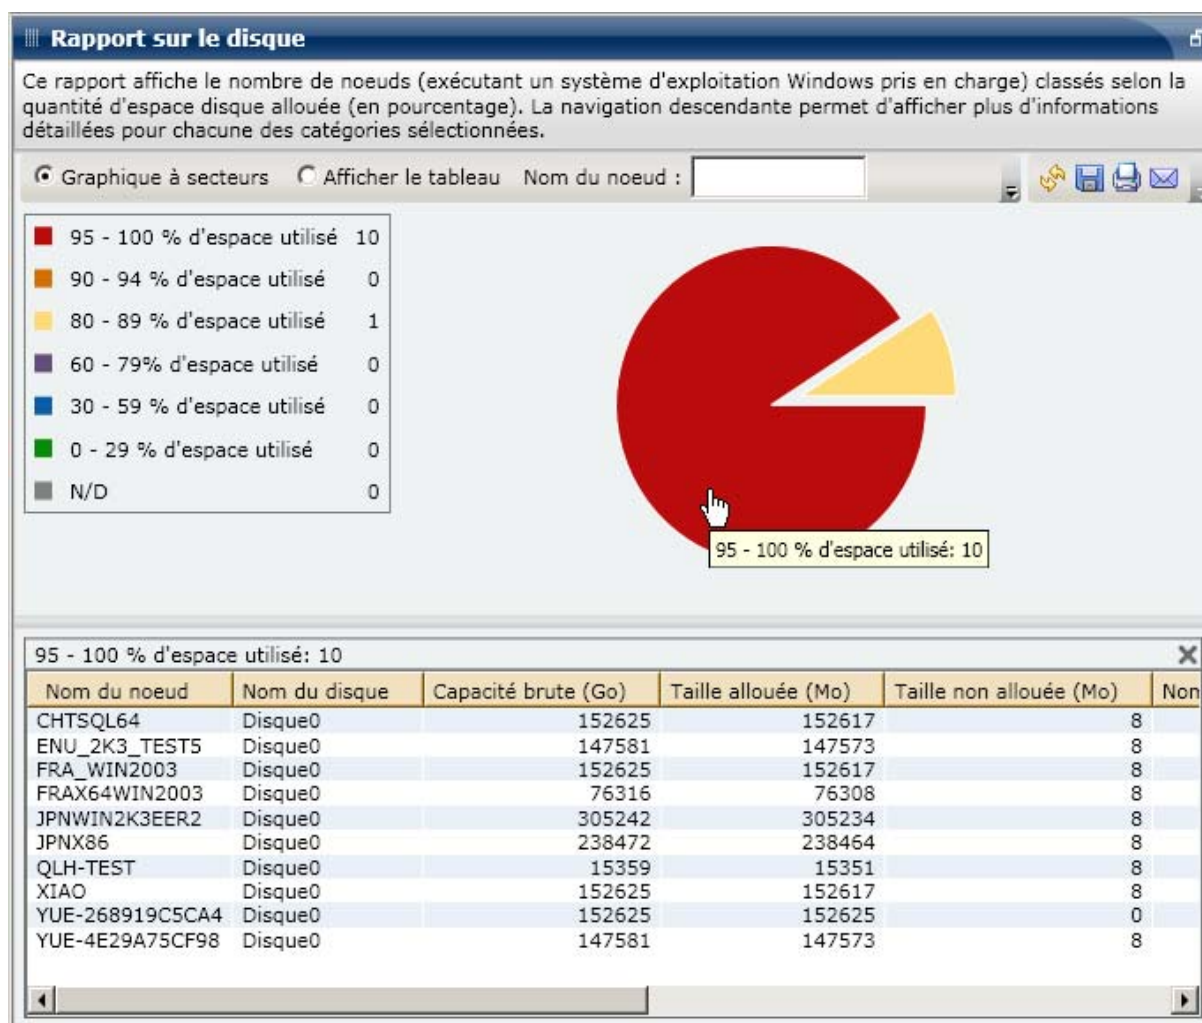 Rapport sur le disque
Ce rapport affiche le nombre de noeuds (exécutant un système d'exploitation Windows pris en charge) classés selon la
quantité d'espace disque allouée (en pourcentage). La navigation descendante permet d'afficher plus d'informations
détaillées pour chacune des catégories sélectionnées.
Graphique à secteurs Afficher le tableau Nom du noeud :
95 - 100 % d'espace utilisé 10
90 - 94 % d'espace utilisé 0
80 - 89 % d'espace utilisé 1
60 - 79% d'espace utilisé 0
30 - 59 % d'espace utilisé 0
0 - 29 % d'espace utilisé 0
N/D 0
95 - 100 % d'espace utilisé: 10
95 - 100 % d'espace utilisé: 10
Nom du noeud Nom du disque Capacité brute (Go) Taille allouée (Mo) Taille non allouée (Mo) Non
CHTSQL64 Disque0 152625 152617 8
ENU_2K3_TEST5 Disque0 147581 147573 8
FRA_WIN2003 Disque0 152625 152617 8
FRAX64WIN2003 Disque0 76316 76308 8
JPNWIN2K3EER2 Disque0 305242 305234 8
JPNX86 Disque0 238472 238464 8
QLH-TEST Disque0 15359 15351 8
XIAO Disque0 152625 152617 8
YUE-268919C5CA4 Disque0 152625 152625 0
YUE-4E29A75CF98 Disque0 147581 147573 8